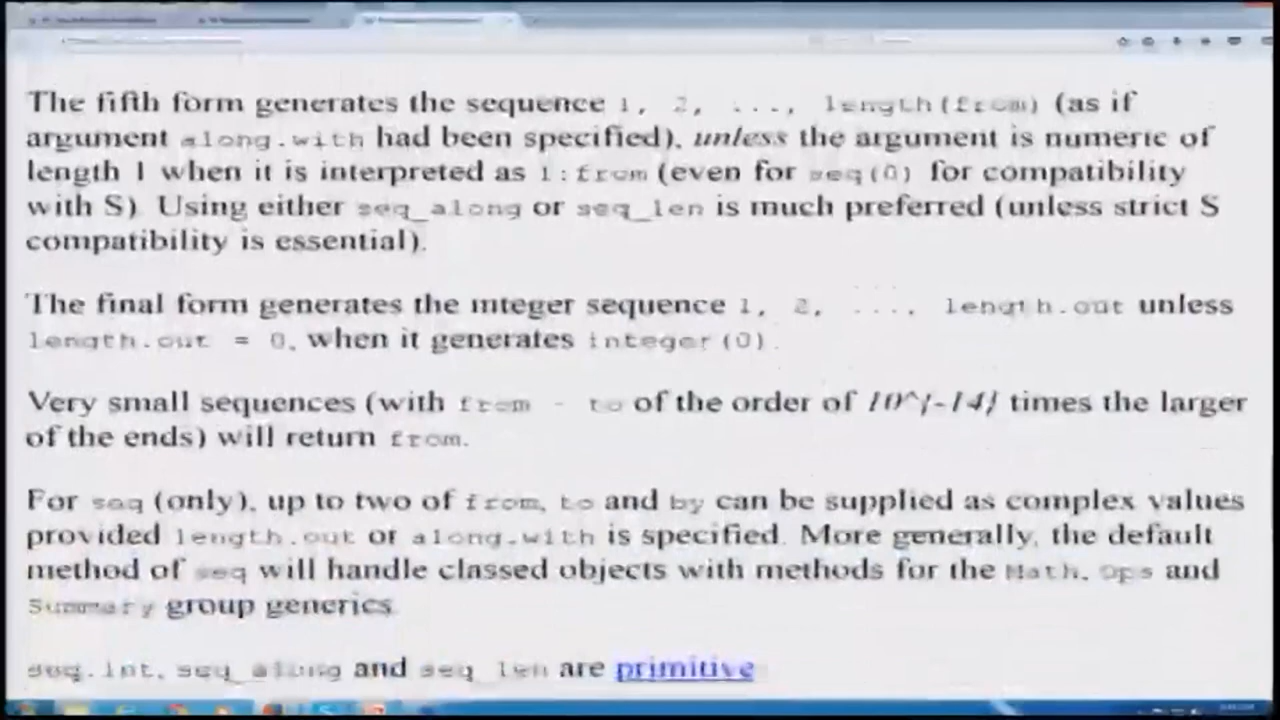 The fifth form generates the sequence 1, 2, ..., length(from) (as if
argument along.with had been specified), unless the argument is numeric of
length 1 when it is interpreted as 1:from (even for seq(0) for compatibility
with S). Using either seq_along or seq_len is much preferred (unless strict S
compatibility is essential).
The final form generates the integer sequence 1, 2, ..., length.out unless
length.out = 0, when it generates integer(0).
Very small sequences (with from - to of the order of 10^{-14} times the larger
of the ends) will return from.
For seq (only), up to two of from, to and by can be supplied as complex values
provided length.out or along.with is specified. More generally, the default
method of seq will handle classed objects with methods for the Math, Ops and
Summary group generics.
seq.int, seq_along and seq_len are primitive